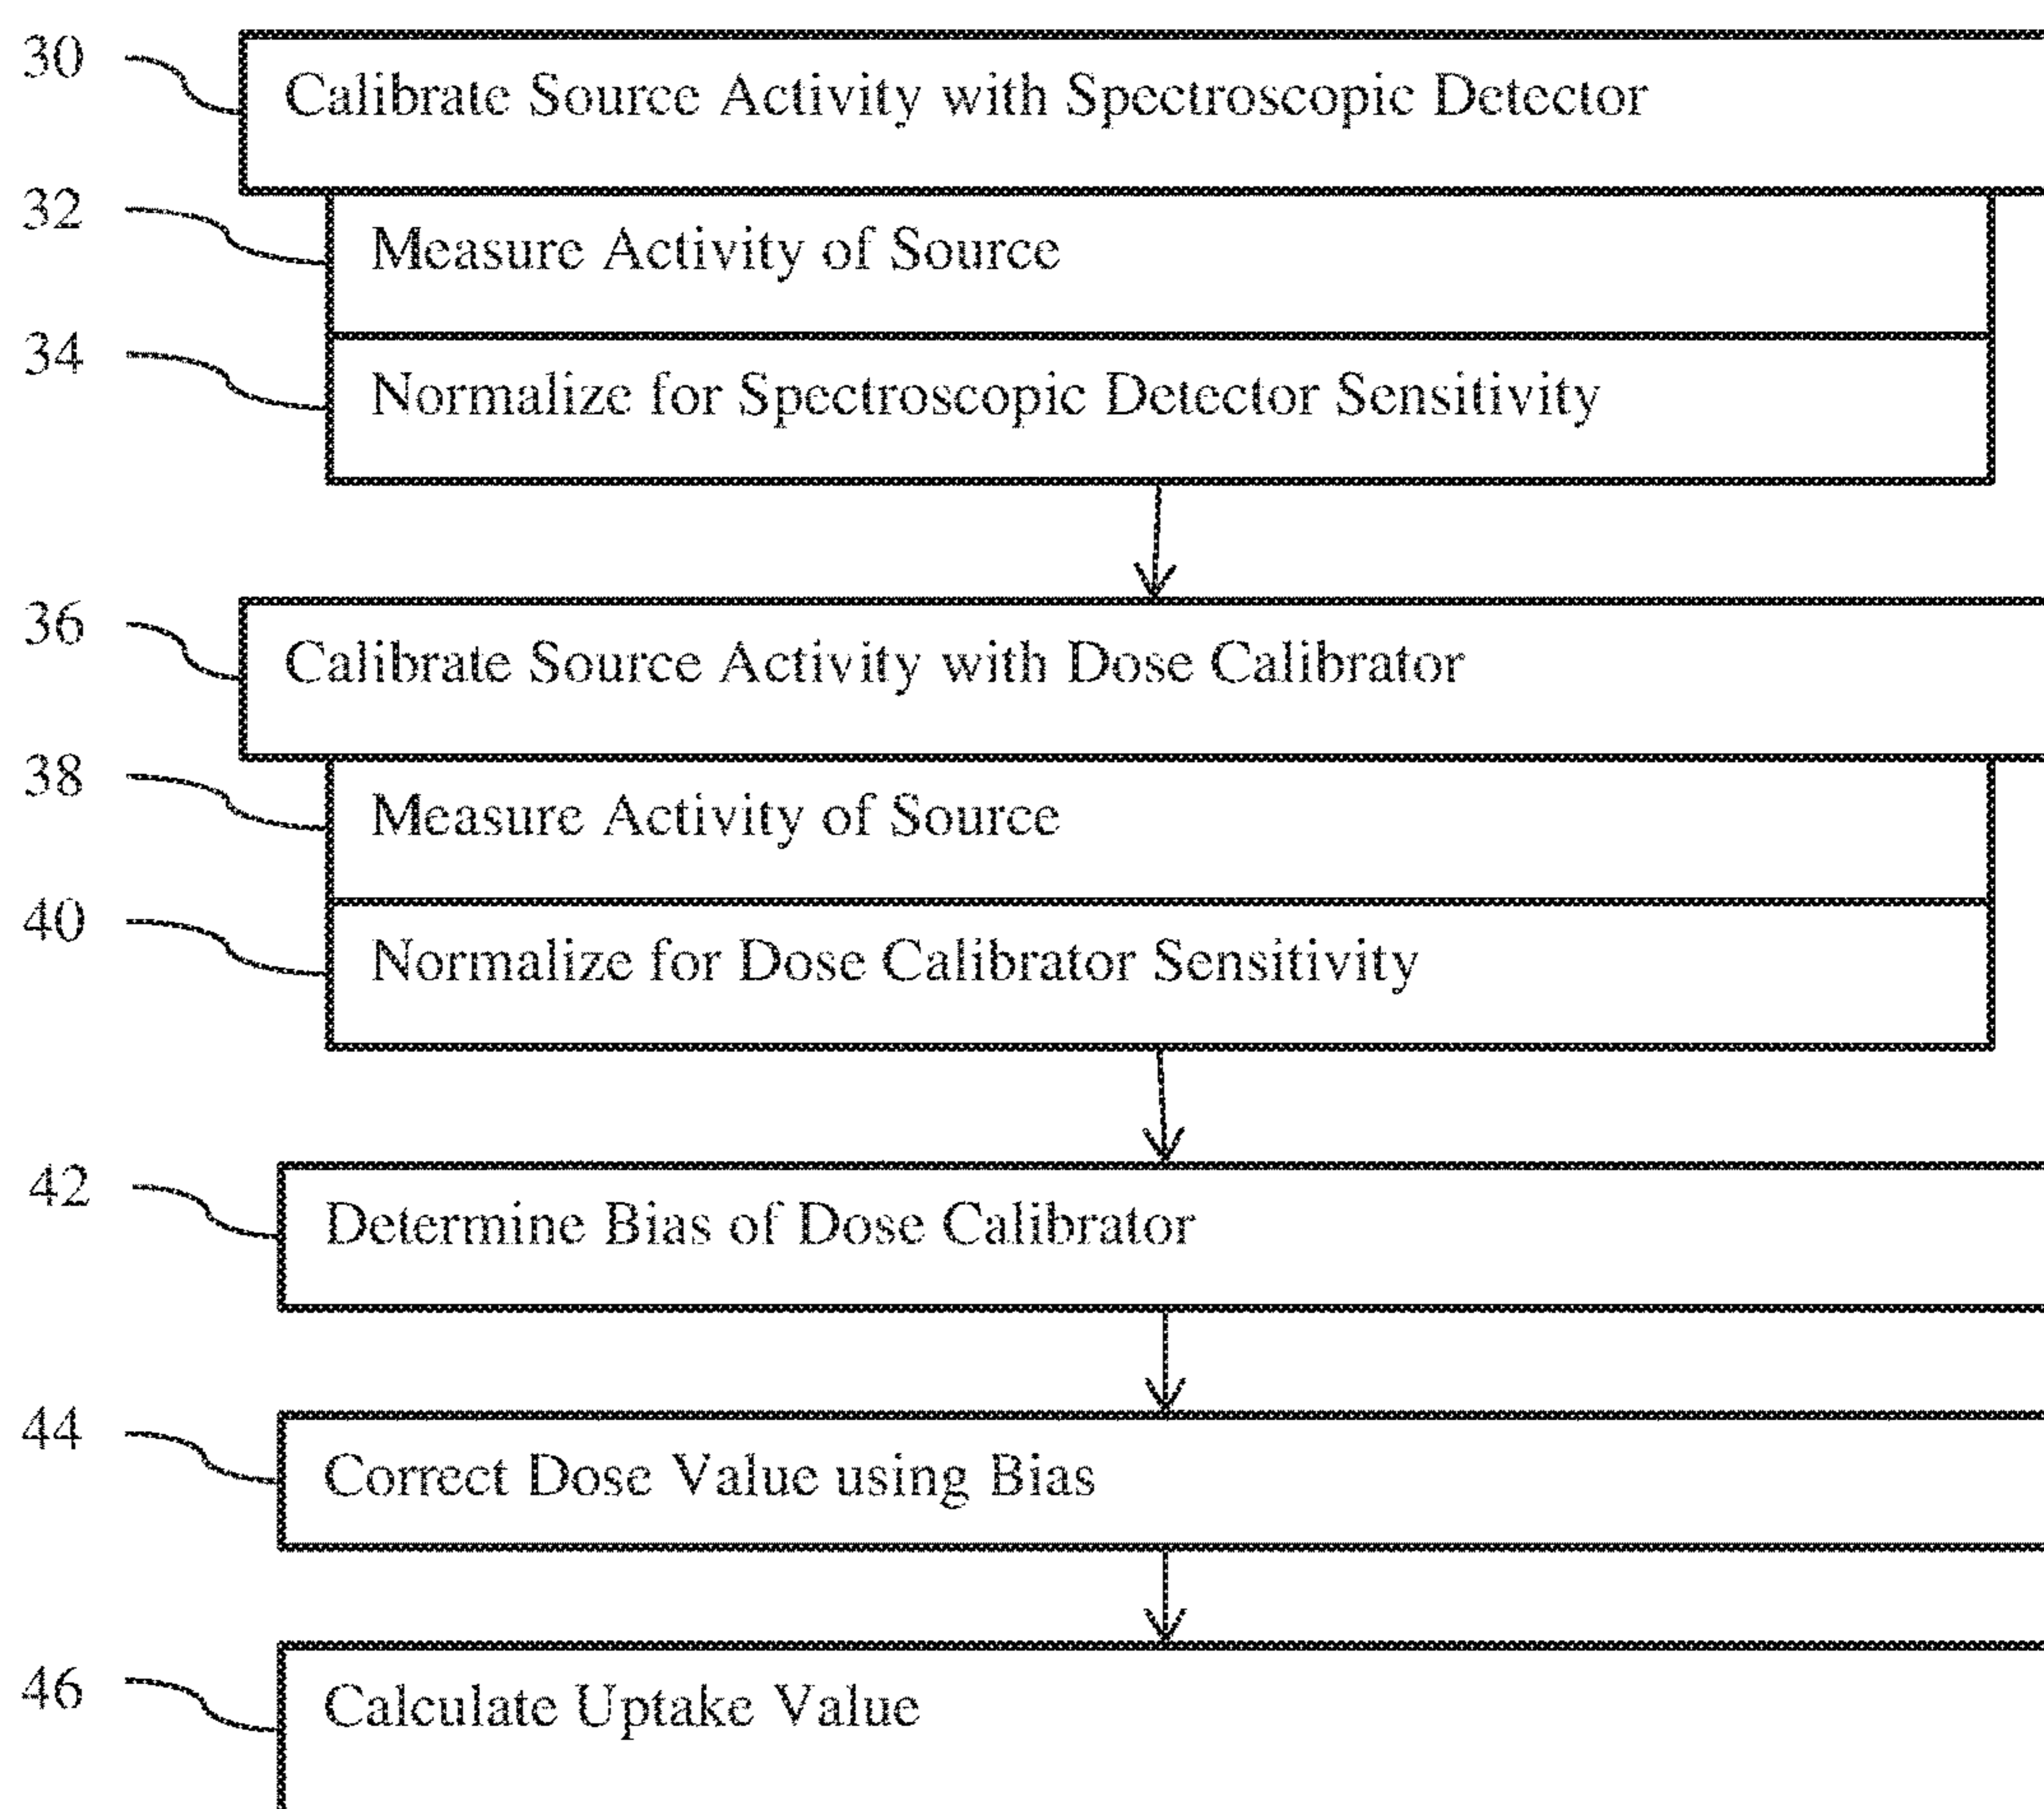 30
Calibrate Source Activity with Spectroscopic Detector
32
Measure Activity of Source
34
Normalize for Spectroscopic Detector Sensitivity
36
Calibrate Source Activity with Dose Calibrator
38
Measure Activity of Source
40
Normalize for Dose Calibrator Sensitivity
42
Determine Bias of Dose Calibrator
44
Correct Dose Value using Bias
46
Calculate Uptake Value